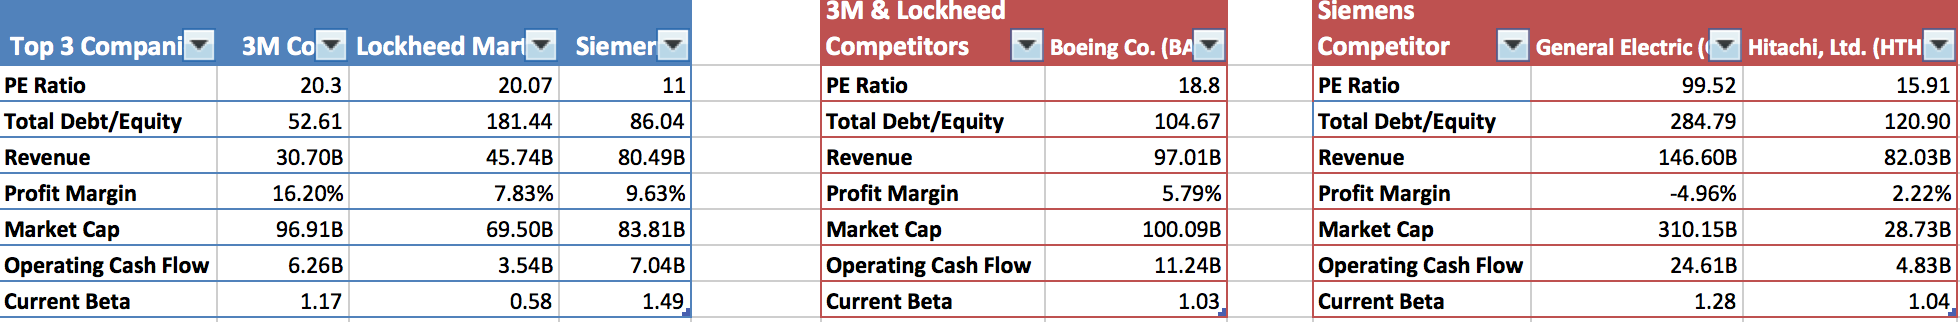 Top 3 Compani 3M Co Lockheed Mart Siemen
PE Ratio 20.3 20.07 11
Total Debt/Equity 52.61 181.44 86.04
Revenue 30.70B 45.74B 80.49B
Profit Margin 16.20% 7.83% 9.63%
Market Cap 96.91B 69.50B 83.81B
Operating Cash Flow 6.26B 3.54B 7.04B
Current Beta 1.17 0.58 1.49
3M & Lockheed
Competitors Boeing Co. (BA
PE Ratio 18.8
Total Debt/Equity 104.67
Revenue 97.01B
Profit Margin 5.79%
Market Cap 100.09B
Operating Cash Flow 11.24B
Current Beta 1.03
Siemens
Competitor General Electric ( Hitachi, Ltd. (HTH
PE Ratio 99.52 15.91
Total Debt/Equity 284.79 120.90
Revenue 146.60B 82.03B
Profit Margin -4.96% 2.22%
Market Cap 310.15B 28.73B
Operating Cash Flow 24.61B 4.83B
Current Beta 1.28 1.04